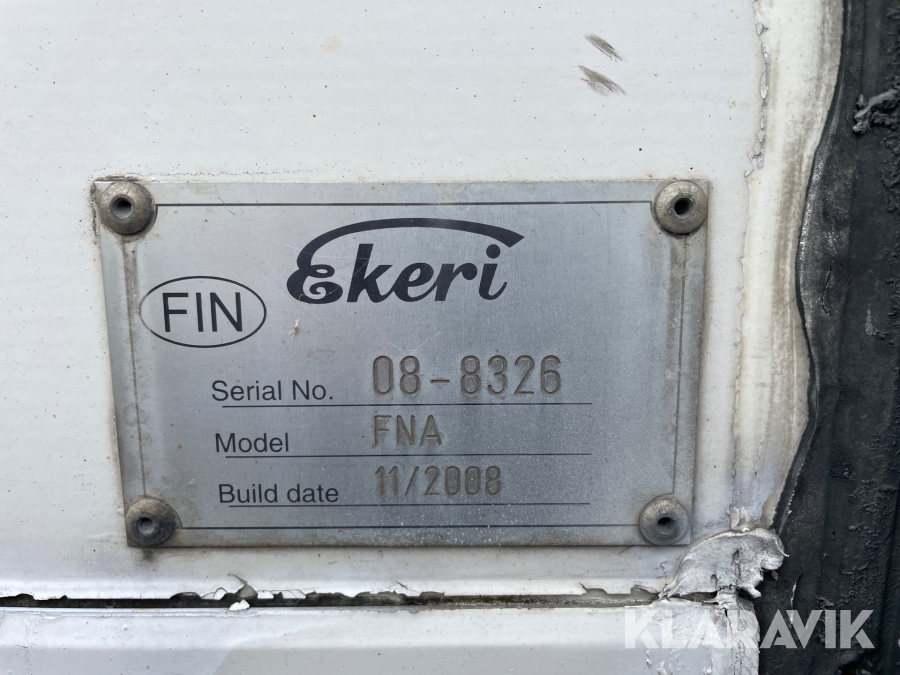 Ekeri
FIN
Serial No. 08-8326
Model FNA
Build date 11/2008
KLARAVIK